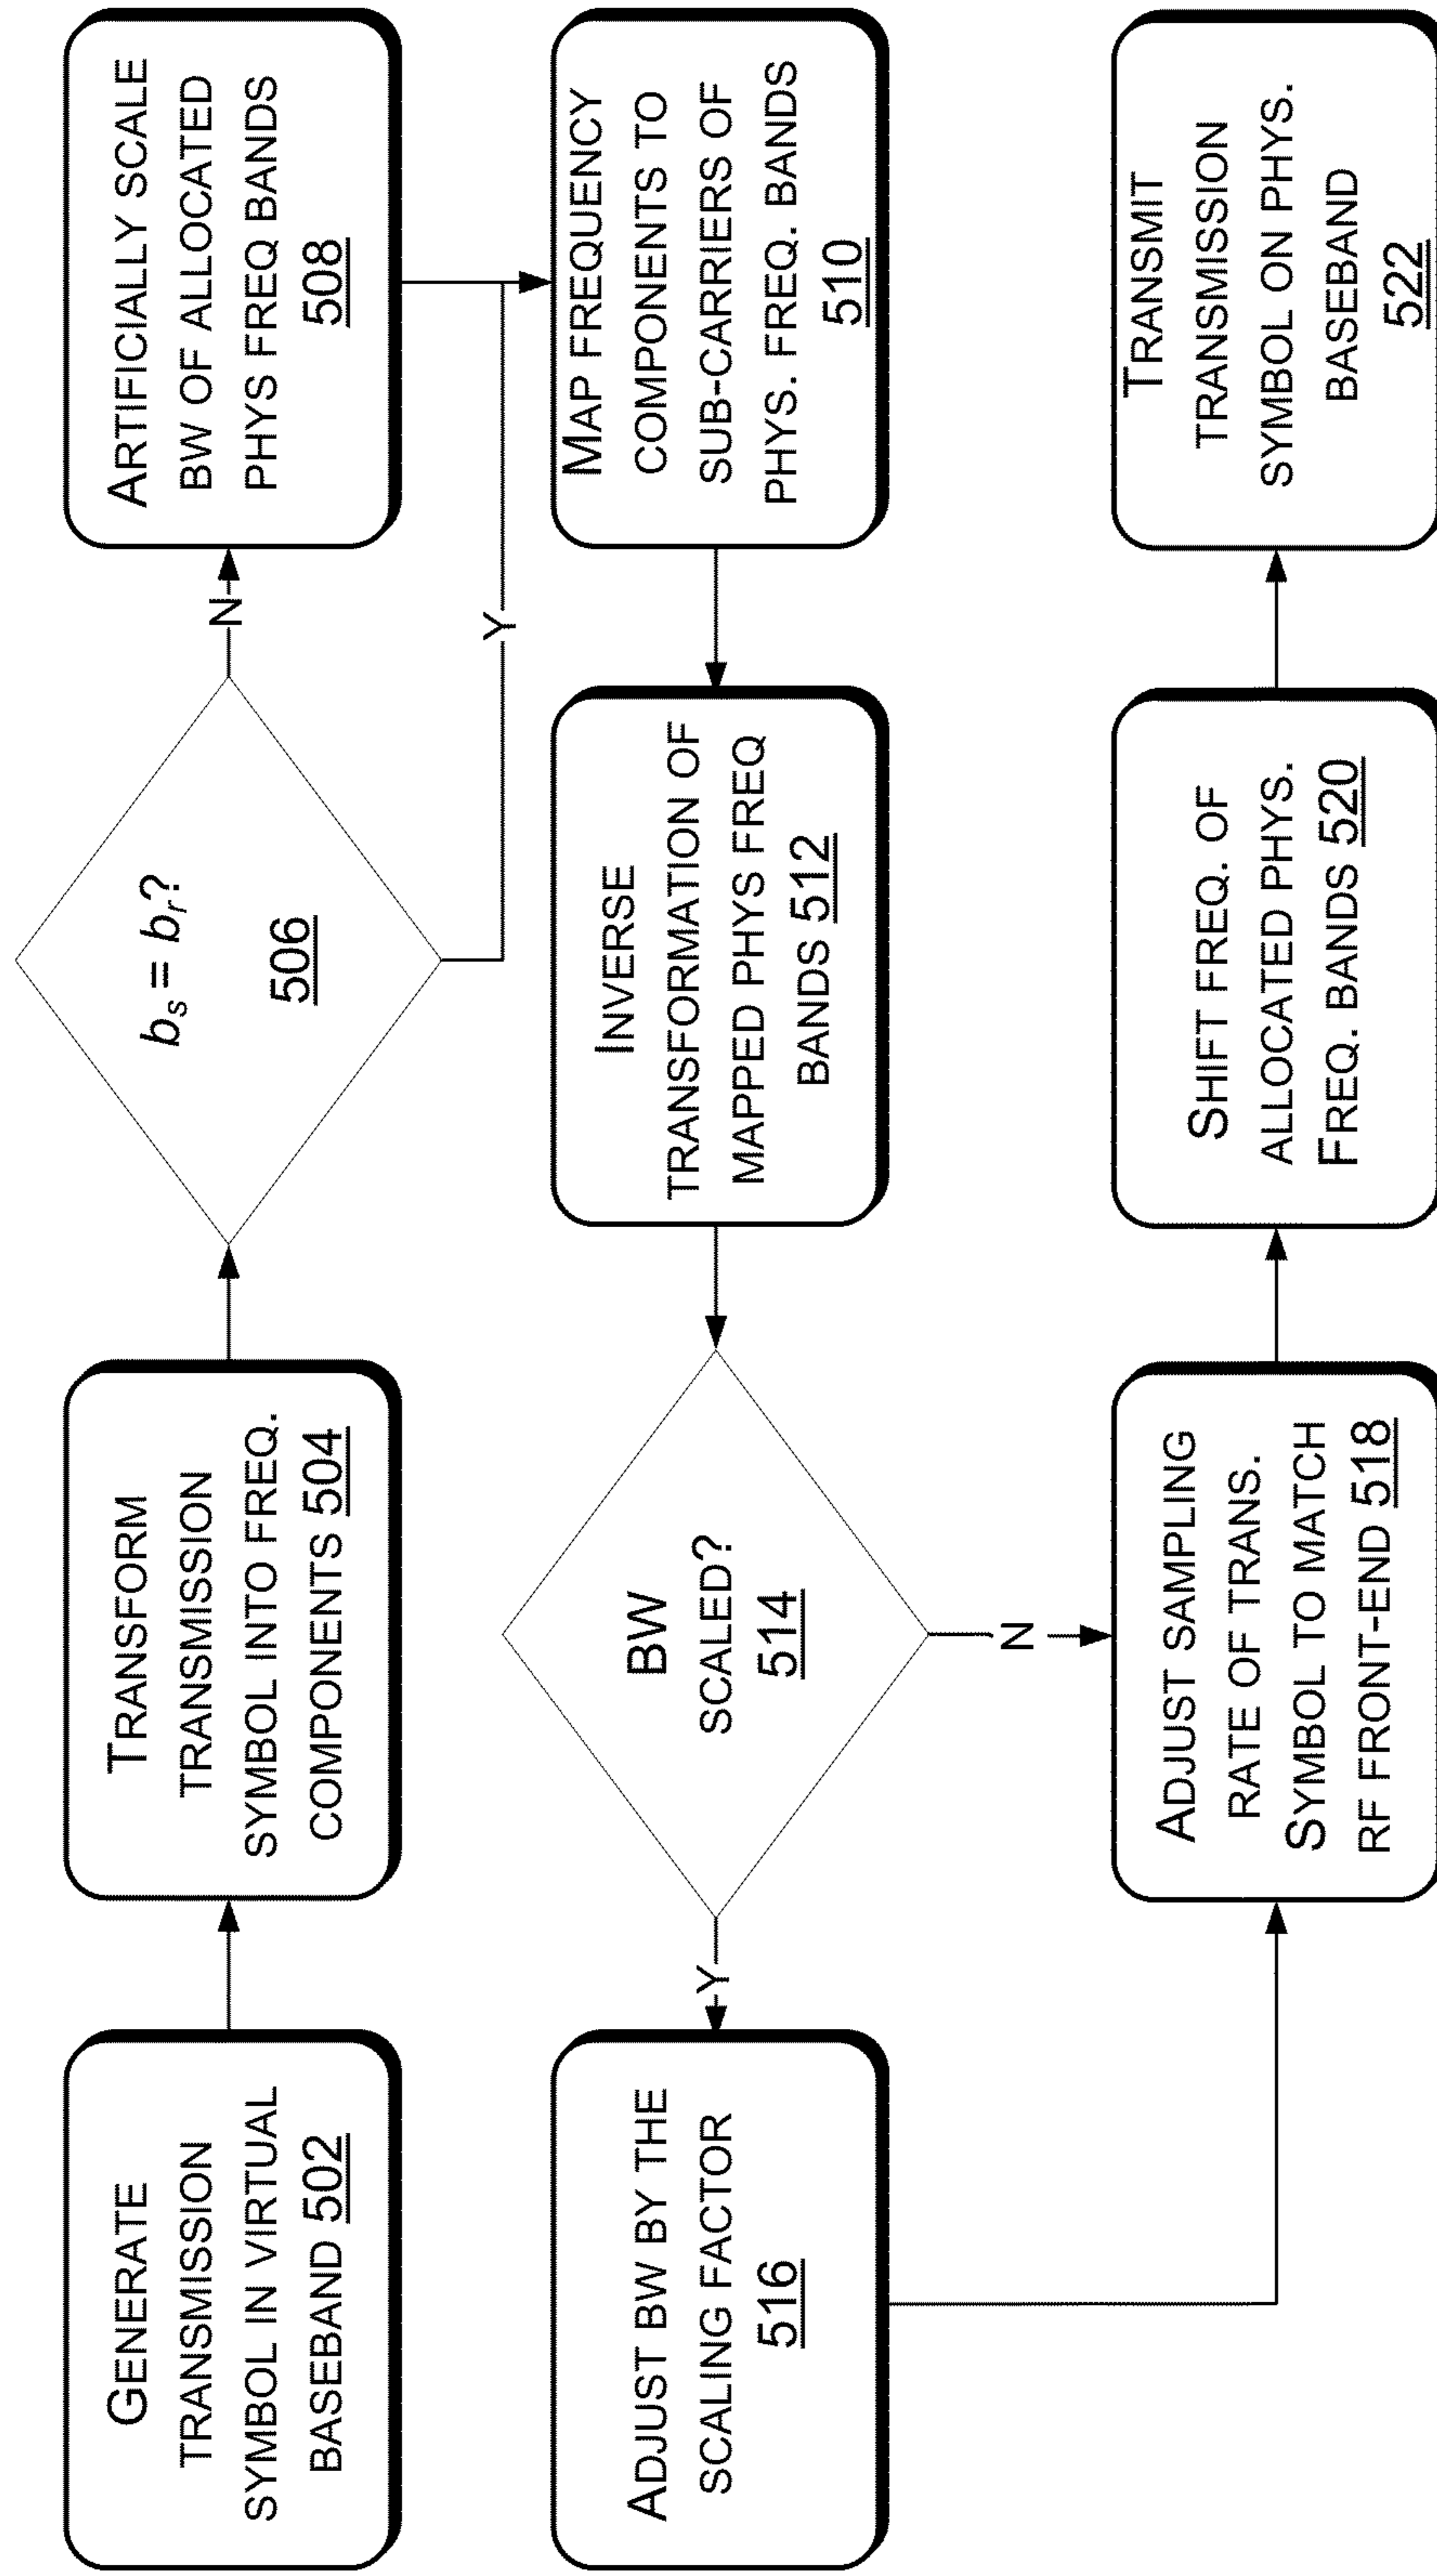 GENERATE
TRANSMISSION
SYMBOL IN VIRTUAL
BASEBAND 502
TRANSFORM
TRANSMISSION
SYMBOL INTO FREQ.
COMPONENTS 504
bs = br?
506
N
Y
ARTIFICIALLY SCALE
BW OF ALLOCATED
PHYS FREQ BANDS
508
MAP FREQUENCY
COMPONENTS TO
SUB-CARRIERS OF
PHYS. FREQ. BANDS
510
INVERSE
TRANSFORMATION OF
MAPPED PHYS FREQ
BANDS 512
BW
SCALED?
514
Y
N
ADJUST BW BY THE
SCALING FACTOR
516
ADJUST SAMPLING
RATE OF TRANS.
SYMBOL TO MATCH
RF FRONT-END 518
SHIFT FREQ. OF
ALLOCATED PHYS.
FREQ. BANDS 520
TRANSMIT
TRANSMISSION
SYMBOL ON PHYS.
BASEBAND
522